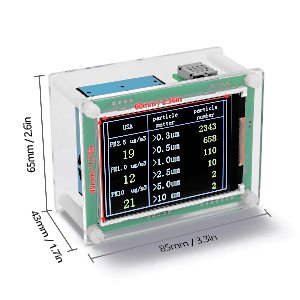 60mm / 2.36in
USA
particle matter
particle number
PM2.5 ug/m3
19
PM1.0 ug/m3
12
PM10 ug/m3
21
>0.3um
2343
>0.5um
658
>1.0um
110
>2.5um
10
>5.0um
2
>10 um
2
65mm / 2.6in
43mm / 1.7in
85mm / 3.3in